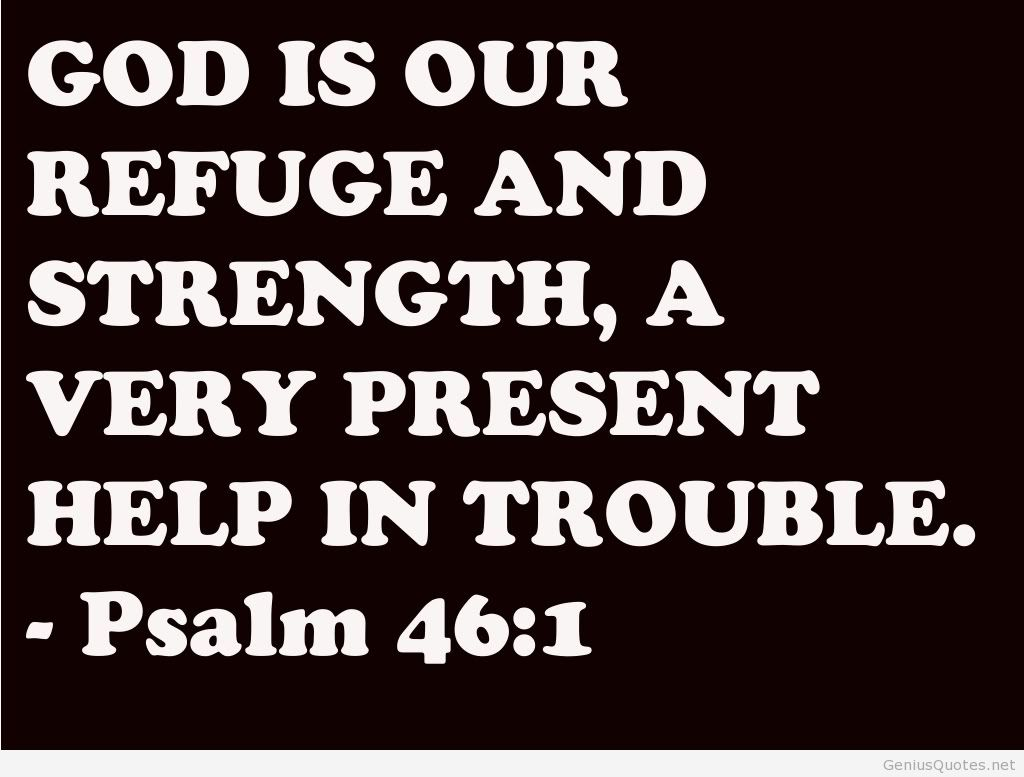 GOD IS OUR
REFUGE AND
STRENGTH, A
VERY PRESENT
HELP IN TROUBLE.
- Psalm 46:1
GeniusQuotes.net